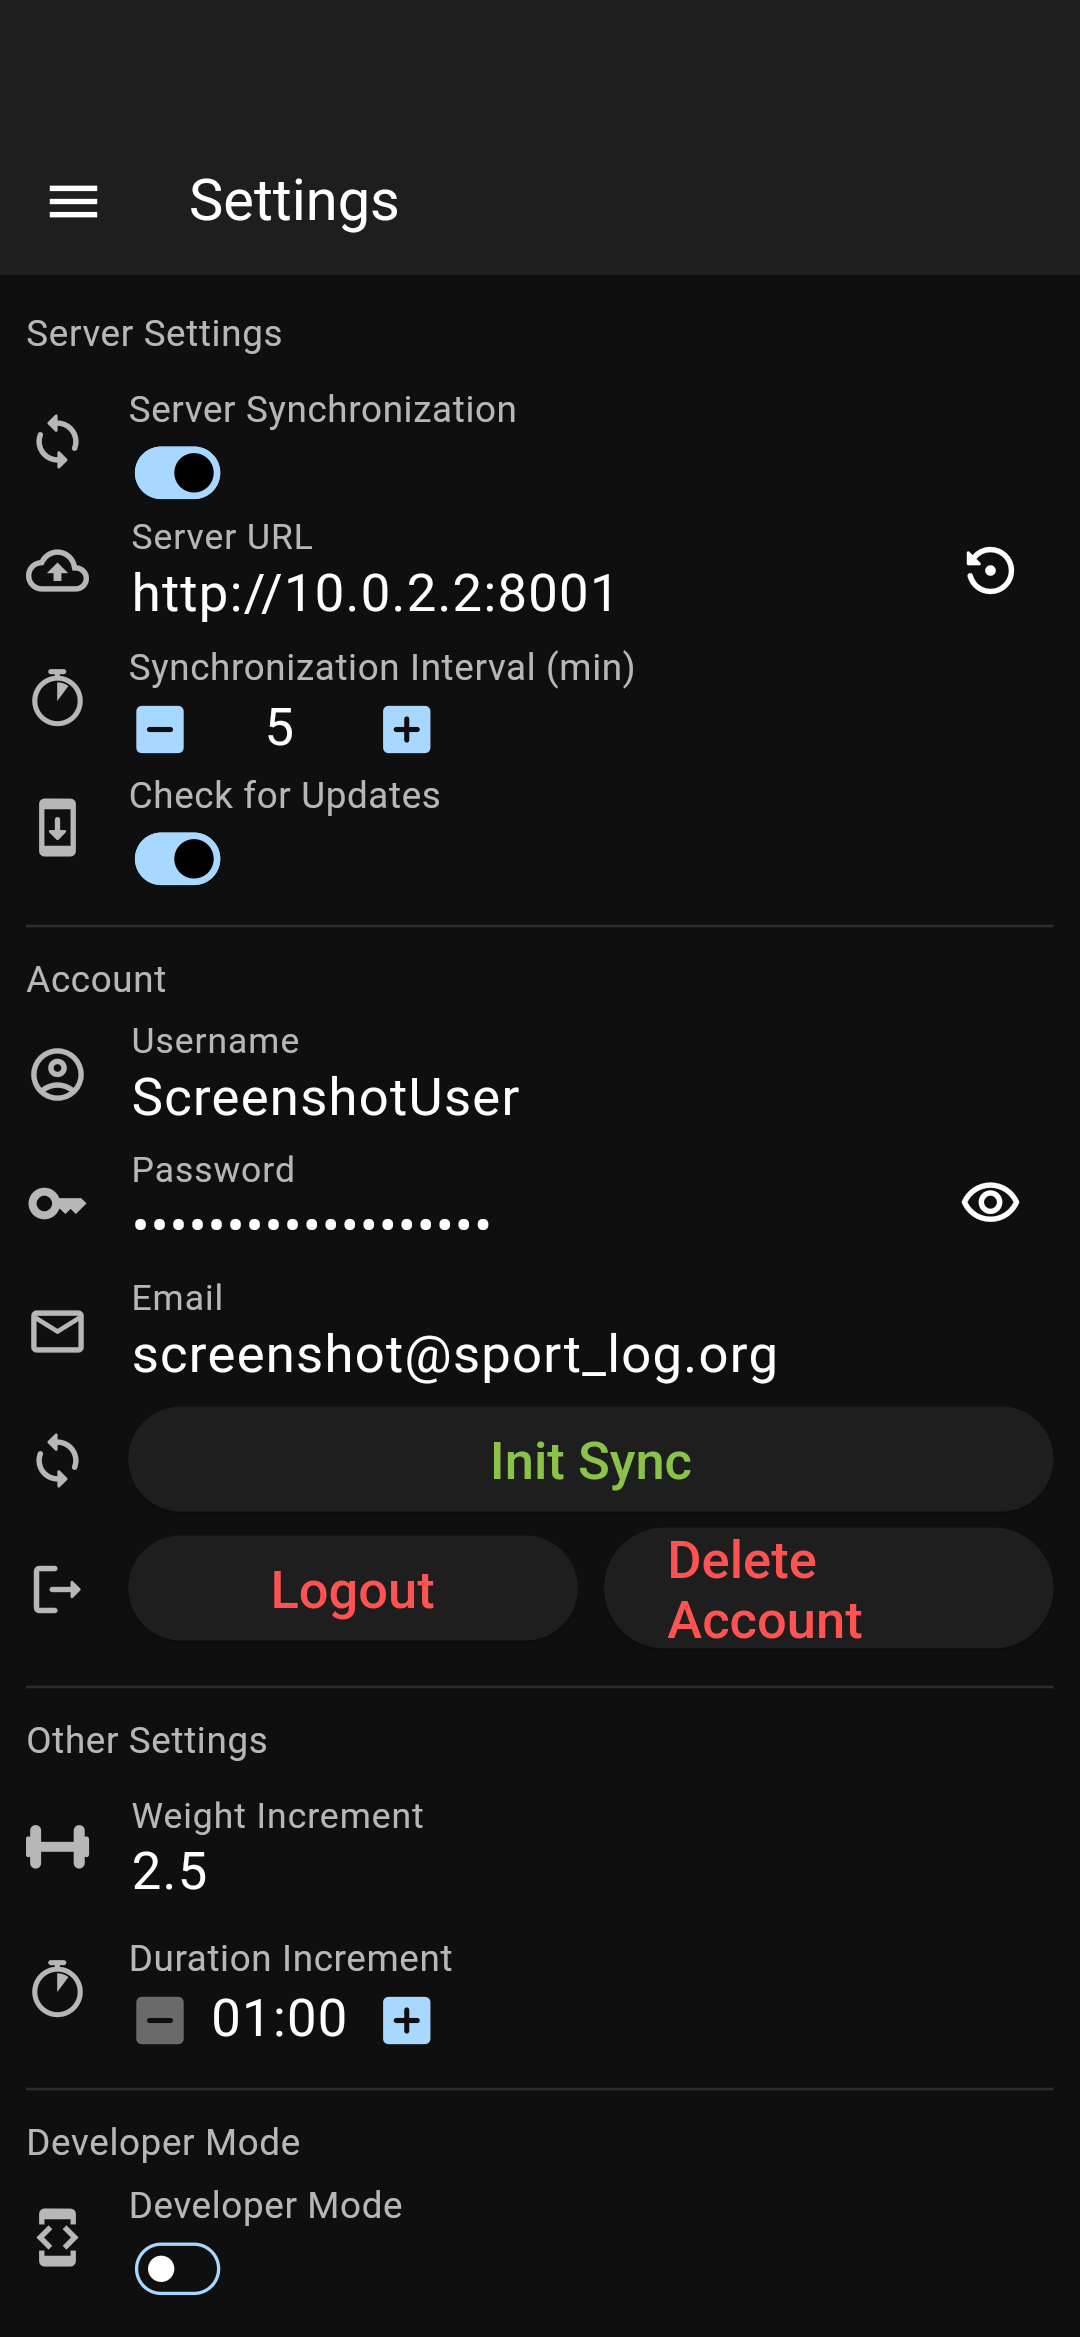 Settings
Server Settings
Server Synchronization
Server URL
http://10.0.2.2:8001
Synchronization Interval (min)
5
Check for Updates
Account
Username
ScreenshotUser
Password
•••••••••••••••••••
Email
screenshot@sport_log.org
Init Sync
Logout
Delete
Account
Other Settings
Weight Increment
2.5
Duration Increment
01:00
Developer Mode
Developer Mode